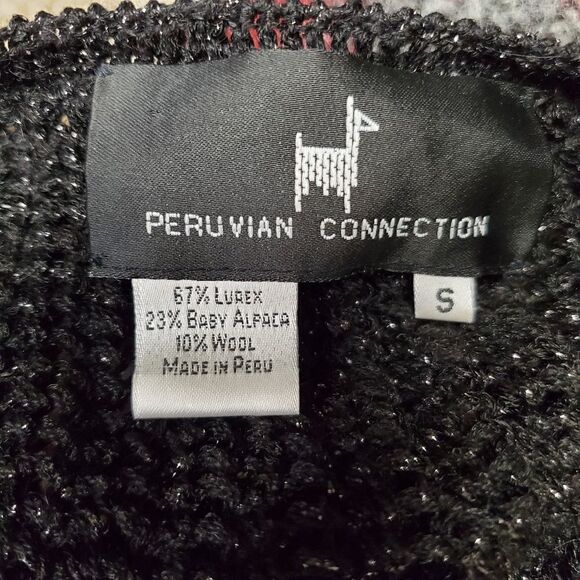 PERUVIAN CONNECTION
S
67% LUREX
23% BABY ALPACA
10% WOOL
MADE IN PERU